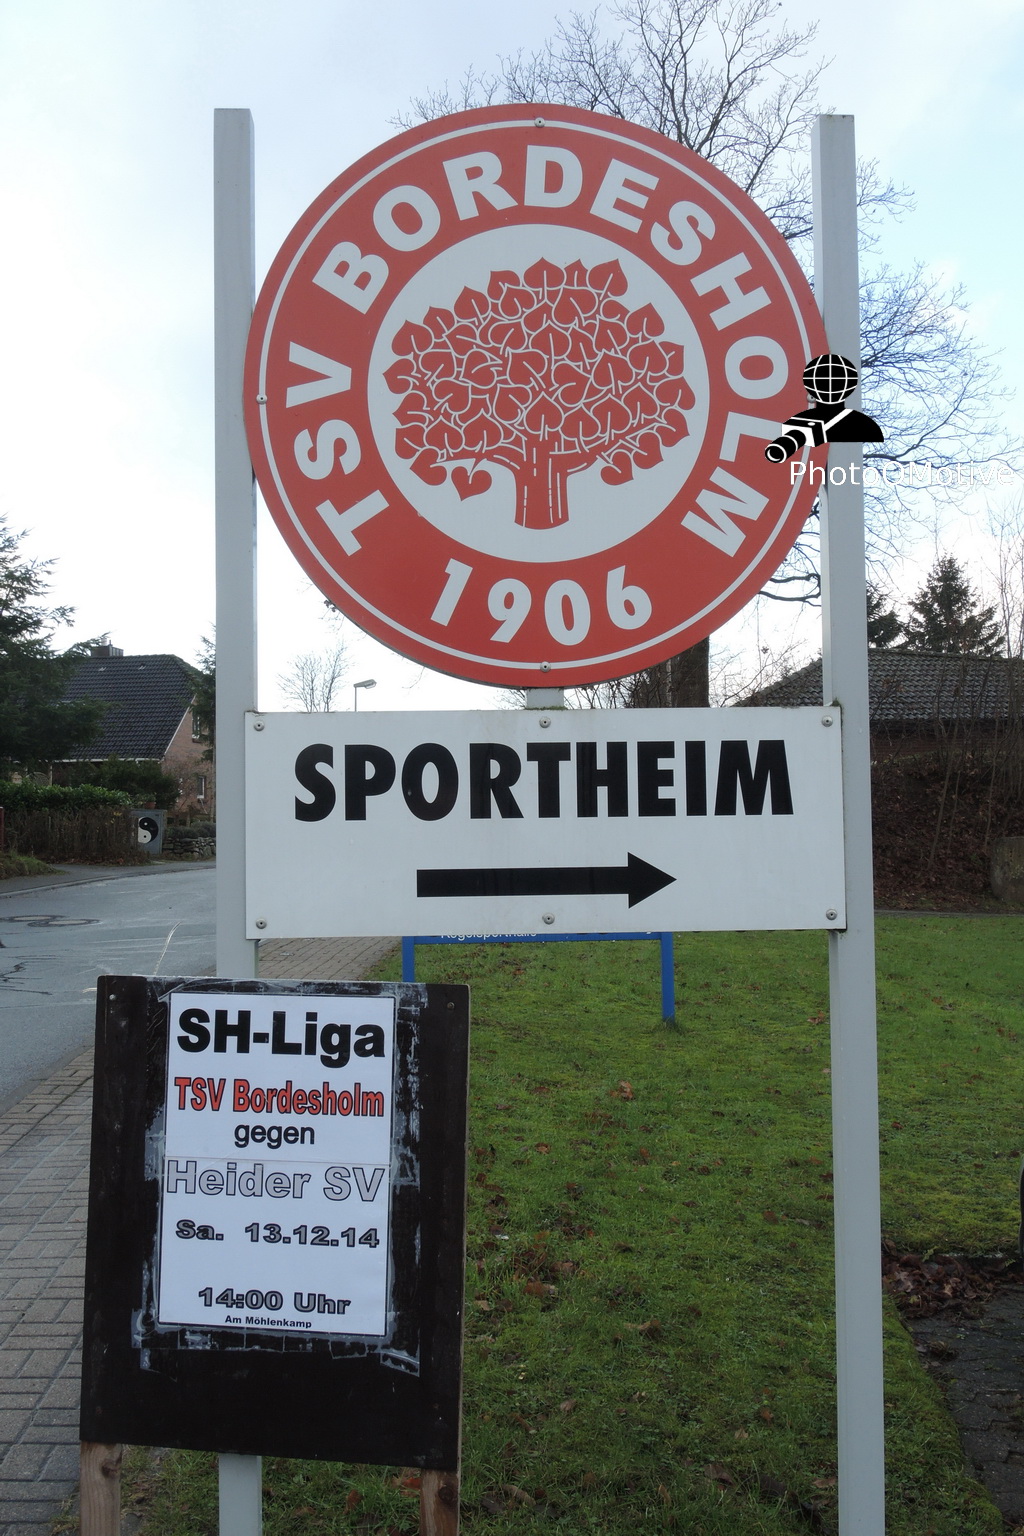 TSV BORDESHOLM
1906
PhotoOMotive
SPORTHEIM
SH-Liga
TSV Bordesholm
gegen
Heider SV
Sa. 13.12.14
14:00 Uhr
Am Möhlenkamp